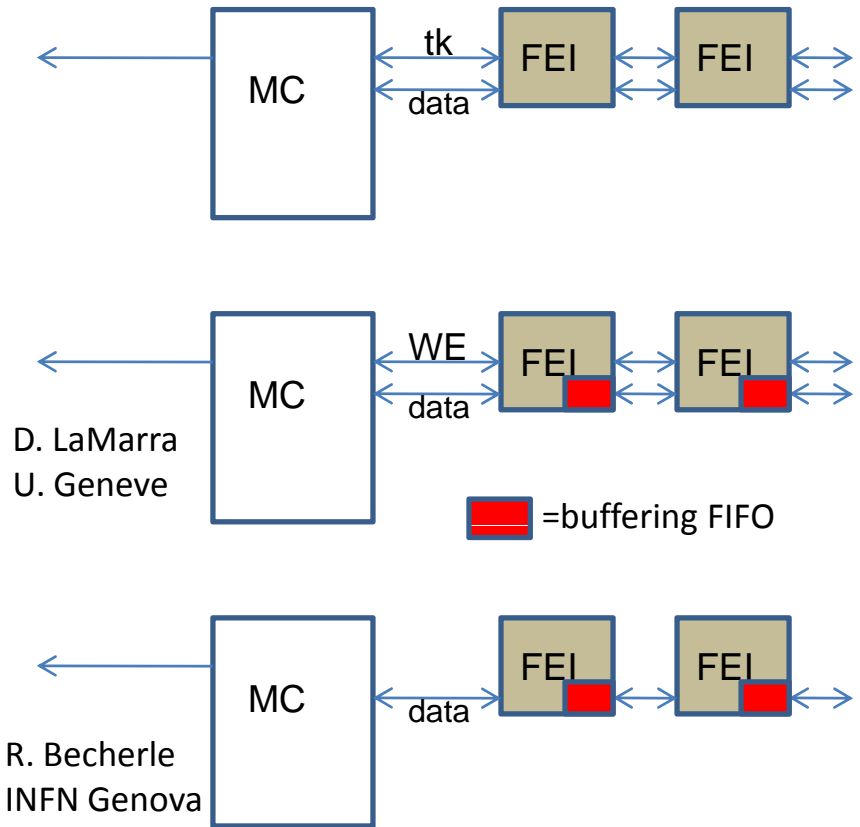 tk
MC
FEI
FEI
data
WE
MC
FEI
FEI
data
D. LaMarra
U. Geneve
=buffering FIFO
MC
FEI
FEI
data
R. Becherle
INFN Genova